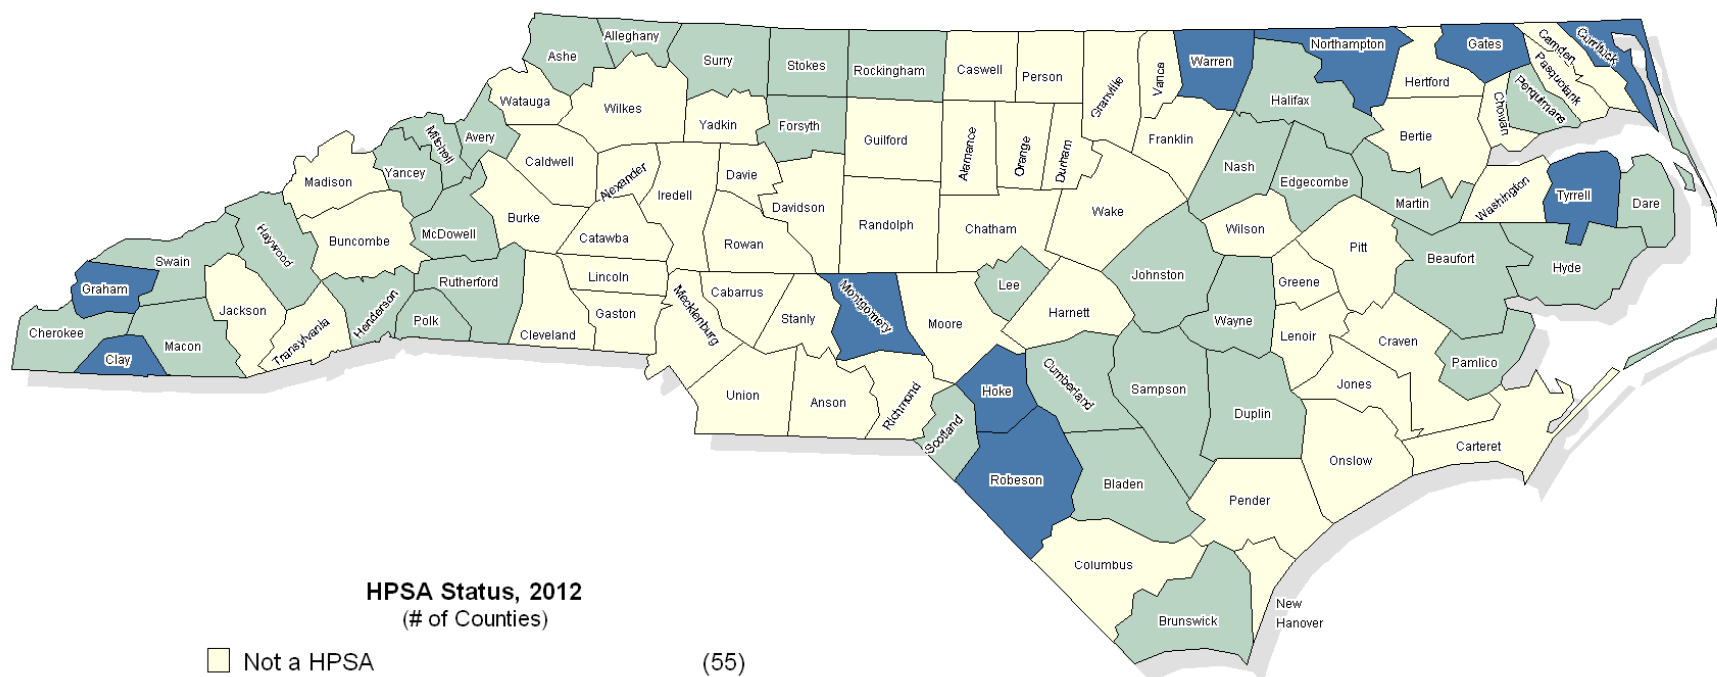 Alleghany
Ashe
Surry
Stokes
Rockingham
Caswell
Person
Granville
Vance
Warren
Northampton
Gates
Camden
Currituck
Pasquotank
Perquimans
Hertford
Chowan
Halifax
Bertie
Watauga
Wilkes
Yadkin
Forsyth
Guilford
Alamance
Orange
Durham
Franklin
Mitchell
Avery
Yancey
Madison
Caldwell
Alexander
Iredell
Davie
Davidson
Randolph
Chatham
Wake
Nash
Edgecombe
Martin
Washington
Tyrrell
Dare
Burke
McDowell
Buncombe
Haywood
Catawba
Rowan
Wilson
Pitt
Beaufort
Hyde
Swain
Graham
Cherokee
Clay
Macon
Jackson
Transylvania
Henderson
Polk
Rutherford
Cleveland
Lincoln
Gaston
Mecklenburg
Cabarrus
Stanly
Montgomery
Moore
Lee
Harnett
Johnston
Wayne
Greene
Lenoir
Craven
Pamlico
Jones
Union
Anson
Richmond
Scotland
Hoke
Cumberland
Sampson
Duplin
Onslow
Carteret
Robeson
Bladen
Pender
Columbus
Brunswick
New
Hanover
HPSA Status, 2012
(# of Counties)
Not a HPSA (55)